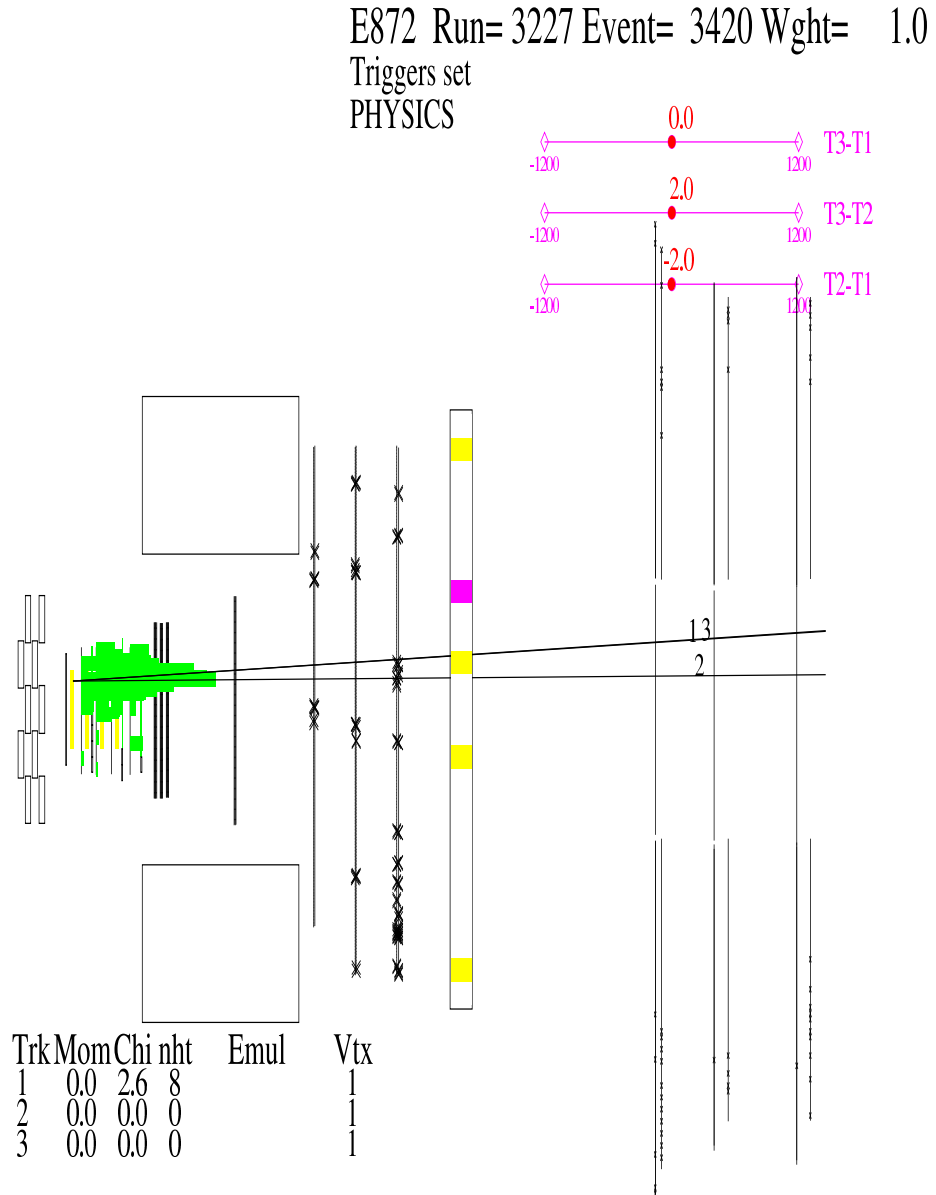 E872 Run= 3227 Event= 3420 Wght= 1.0
Triggers set
PHYSICS
0.0
-1200 1200 T3-T1
2.0
-1200 1200 T3-T2
-2.0
-1200 1200 T2-T1
13
2
Trk Mom Chi nht Emul Vtx
1 0.0 2.6 8 1
2 0.0 0.0 0 1
3 0.0 0.0 0 1